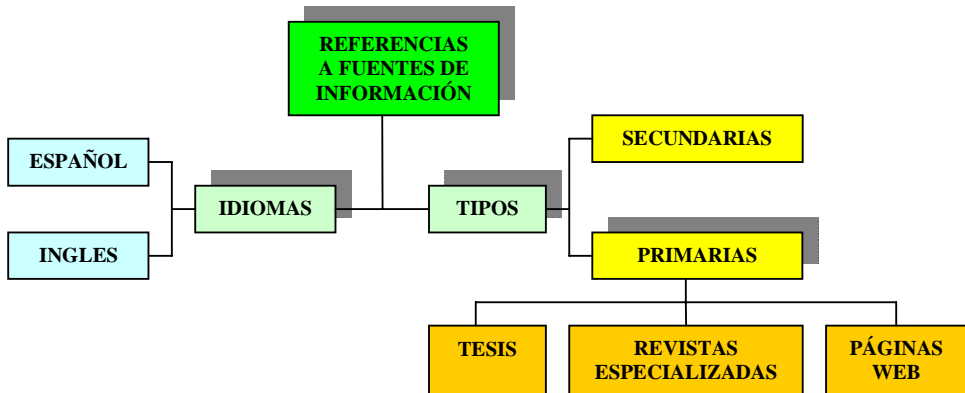 REFERENCIAS
A FUENTES DE
INFORMACIÓN
ESPAÑOL
SECUNDARIAS
IDIOMAS
TIPOS
INGLES
PRIMARIAS
TESIS
REVISTAS
ESPECIALIZADAS
PÁGINAS
WEB